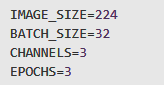 IMAGE_SIZE=224
BATCH_SIZE=32
CHANNELS=3
EPOCHS=3